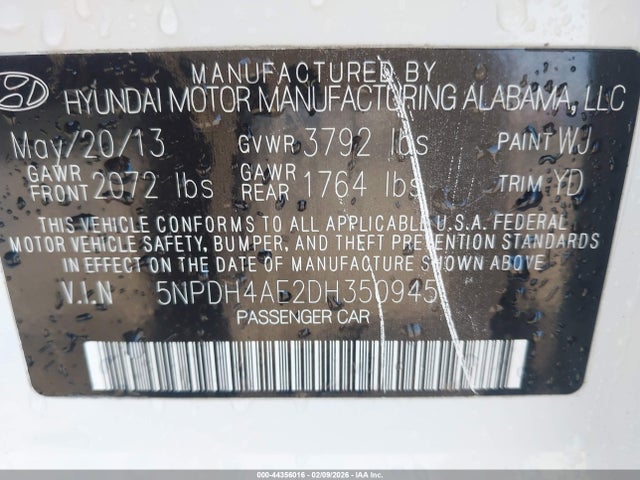 MANUFACTURED BY
HYUNDAI MOTOR MANUFACTURING ALABAMA, LLC
May/20/13 GVWR 3792 lbs PAINT WJ
GAWR FRONT 2072 lbs GAWR REAR 1764 lbs TRIM YD
THIS VEHICLE CONFORMS TO ALL APPLICABLE U.S.A. FEDERAL
MOTOR VEHICLE SAFETY, BUMPER, AND THEFT PREVENTION STANDARDS
IN EFFECT ON THE DATE OF MANUFACTURE SHOWN ABOVE.
V.I.N 5NPDH4AE2DH350945
PASSENGER CAR
000-44356016 - 02/09/2026 - IAA, Inc.